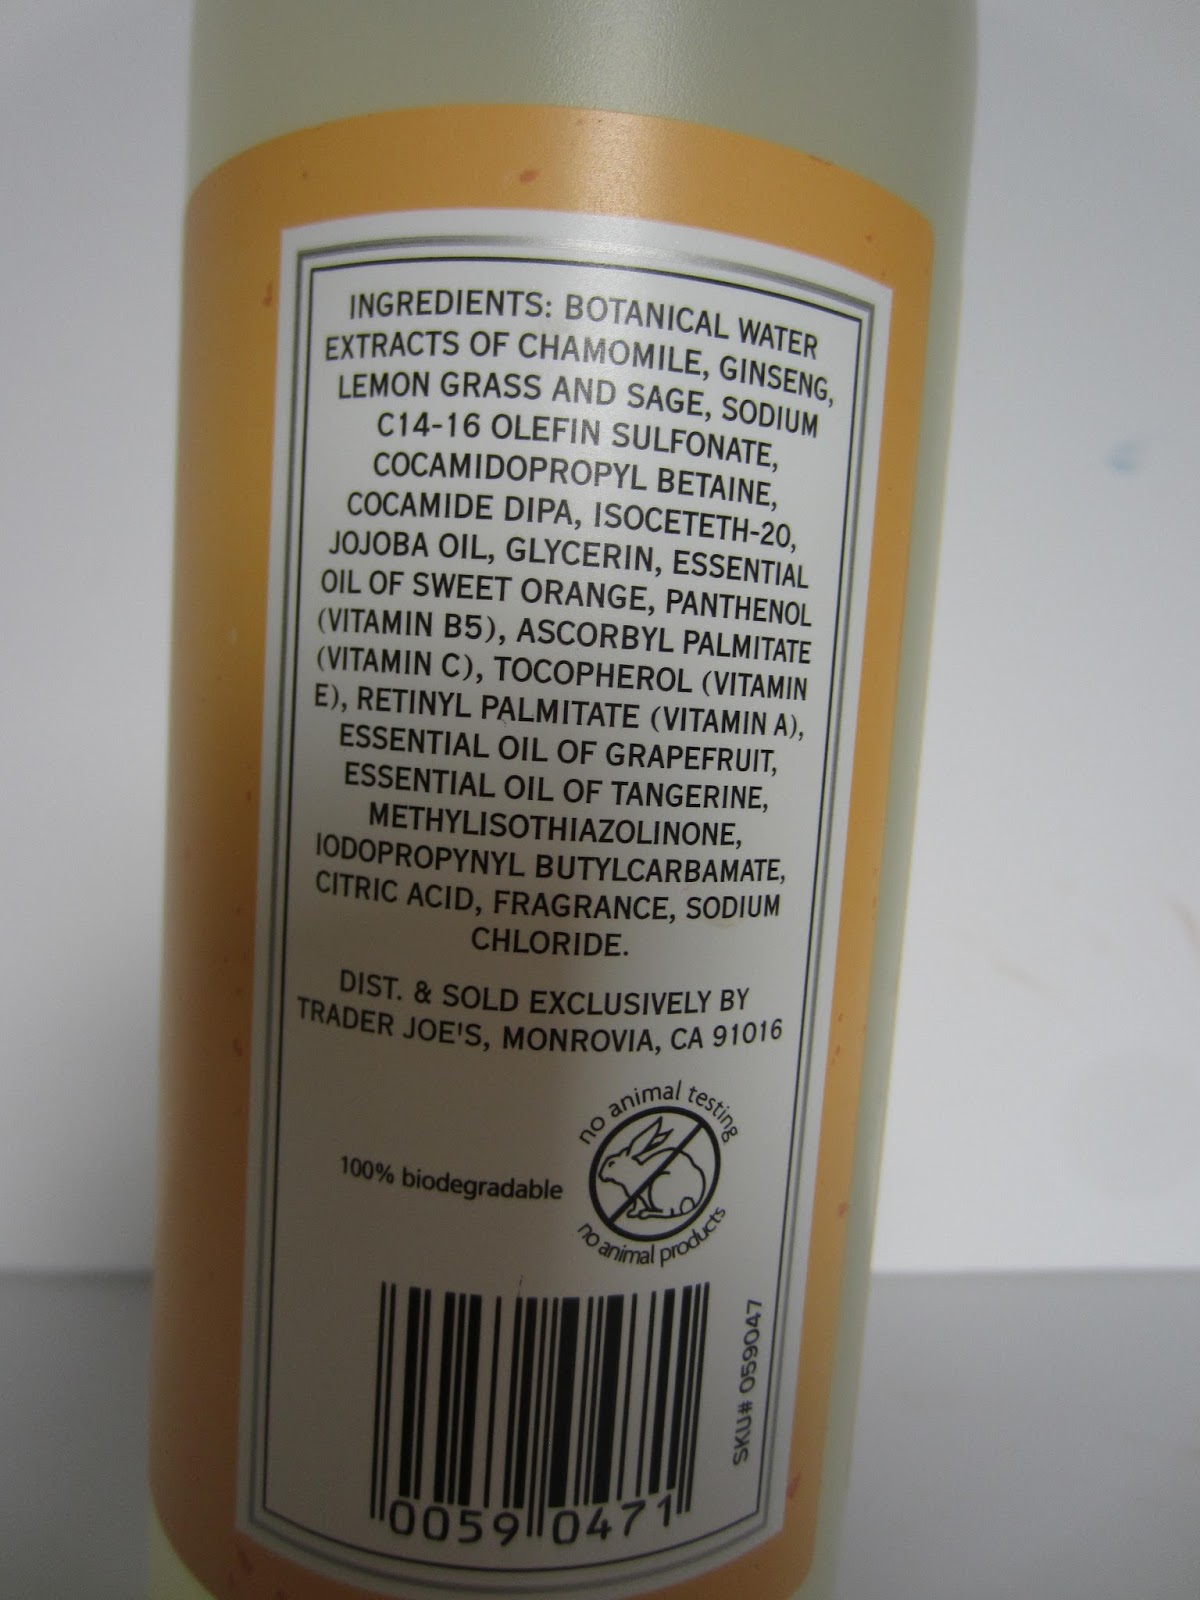 INGREDIENTS: BOTANICAL WATER
EXTRACTS OF CHAMOMILE, GINSENG,
LEMON GRASS AND SAGE, SODIUM
C14-16 OLEFIN SULFONATE,
COCAMIDOPROPYL BETAINE,
COCAMIDE DIPA, ISOCETETH-20,
JOJOBA OIL, GLYCERIN, ESSENTIAL
OIL OF SWEET ORANGE, PANTHENOL
(VITAMIN B5), ASCORBYL PALMITATE
(VITAMIN C), TOCOPHEROL (VITAMIN
E), RETINYL PALMITATE (VITAMIN A),
ESSENTIAL OIL OF GRAPEFRUIT,
ESSENTIAL OIL OF TANGERINE,
METHYLISOTHIAZOLINONE,
IODOPROPYNYL BUTYLCARBAMATE,
CITRIC ACID, FRAGRANCE, SODIUM
CHLORIDE.
DIST. & SOLD EXCLUSIVELY BY
TRADER JOE'S, MONROVIA, CA 91016
no animal testing
100% biodegradable
no animal products
SKU# 059047
0059 0471